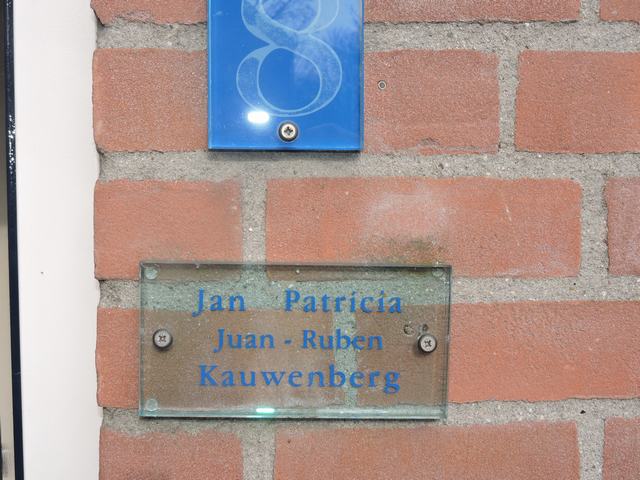 8
Jan Patricia
Juan - Ruben
Kauwenberg